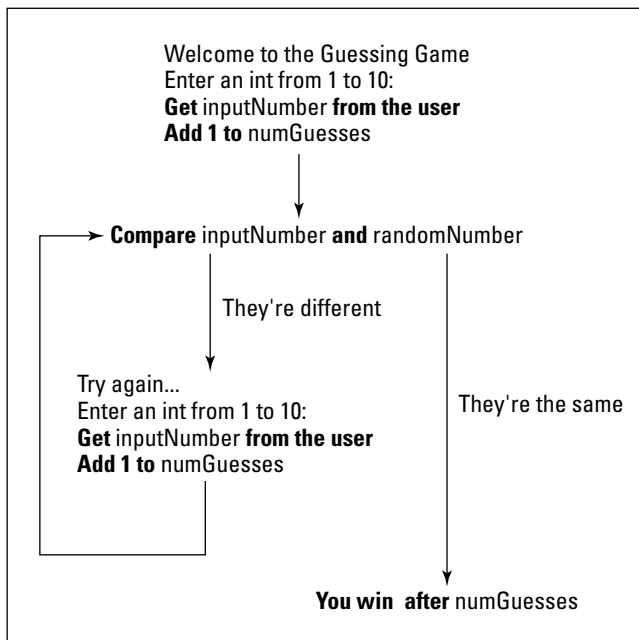 Welcome to the Guessing Game
Enter an int from 1 to 10:
Get inputNumber from the user
Add 1 to numGuesses
Compare inputNumber and randomNumber
They're different
Try again...
Enter an int from 1 to 10:
Get inputNumber from the user
Add 1 to numGuesses
They're the same
You win after numGuesses